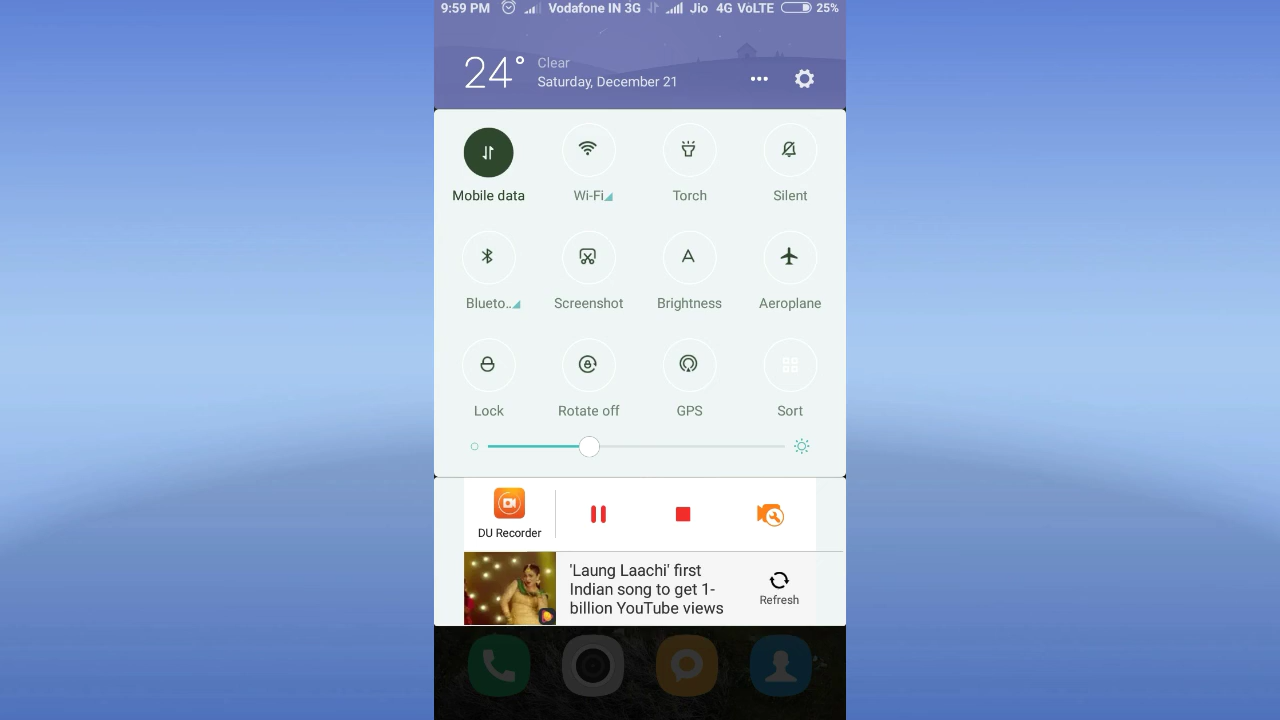 9:59 PM Vodafone IN 3G Jio 4G VoLTE 25%
24° Clear
Saturday, December 21
Mobile data Wi-Fi Torch Silent
Blueto.. Screenshot Brightness Aeroplane
Lock Rotate off GPS Sort
DU Recorder
'Laung Laachi' first
Indian song to get 1-
billion YouTube views
Refresh